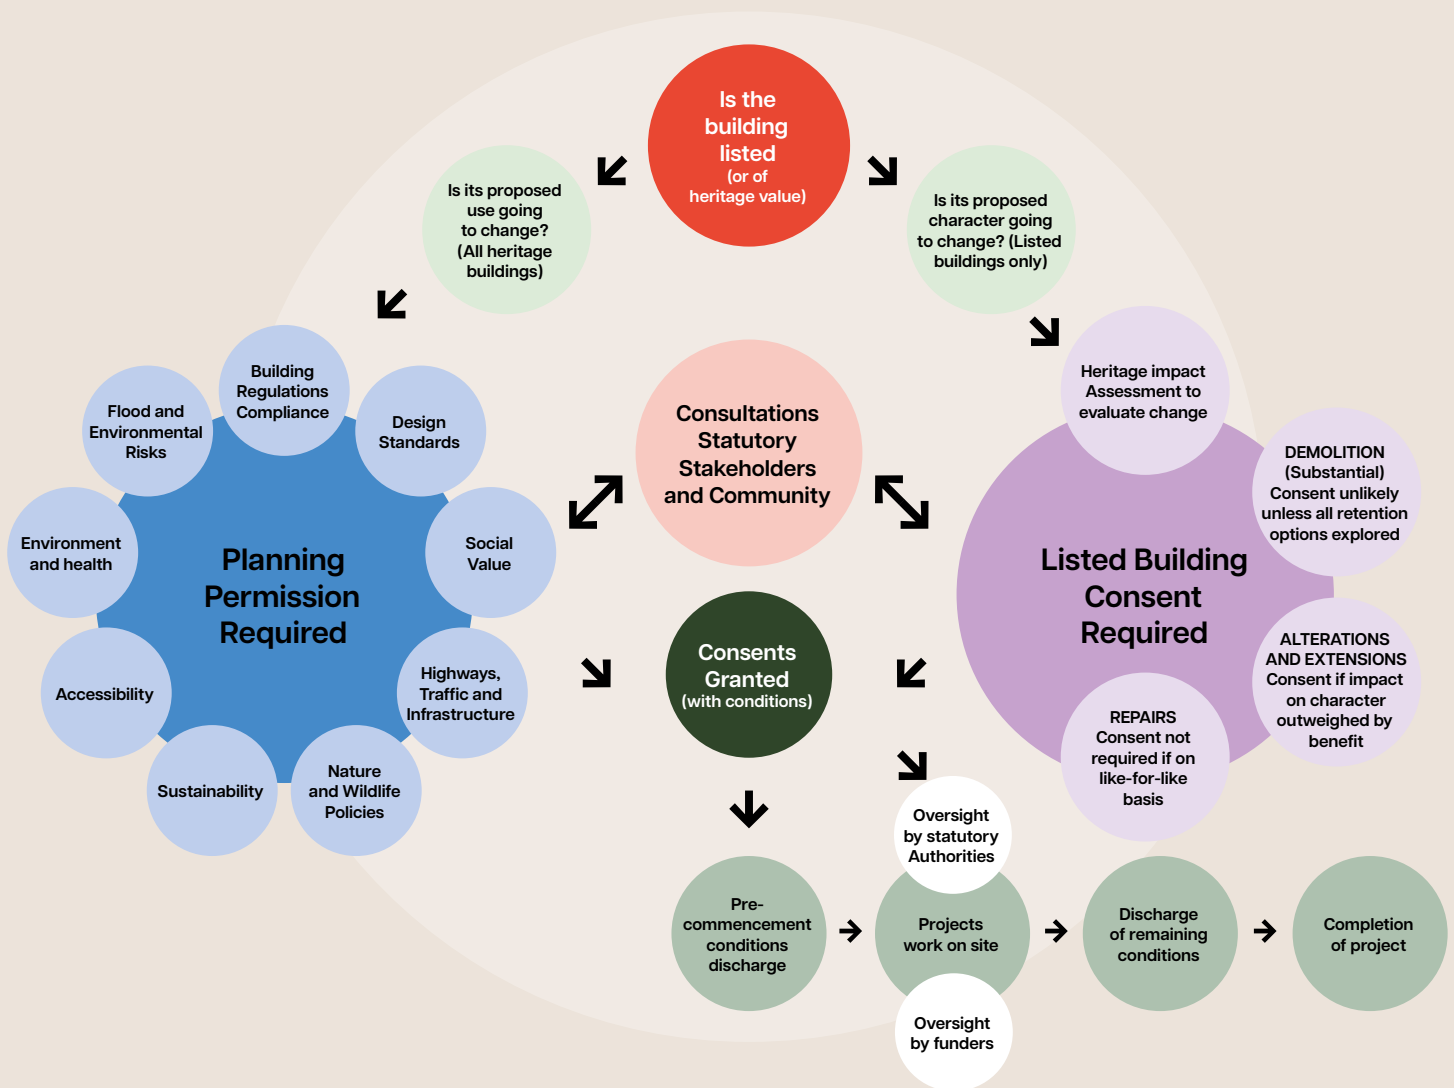 Is the
building
listed
(or of
heritage value)
Is its proposed
use going
to change?
(All heritage
buildings)
Is its proposed
character going
to change? (Listed
buildings only)
Building
Regulations
Compliance
Flood and
Environmental
Risks
Design
Standards
Environment
and health
Social
Value
Planning
Permission
Required
Accessibility
Highways,
Traffic and
Infrastructure
Sustainability
Nature
and Wildlife
Policies
Consultations
Statutory
Stakeholders
and Community
Consents
Granted
(with conditions)
Heritage impact
Assessment to
evaluate change
DEMOLITION
(Substantial)
Consent unlikely
unless all retention
options explored
Listed Building
Consent
Required
ALTERATIONS
AND EXTENSIONS
Consent if impact
on character
outweighed by
benefit
REPAIRS
Consent not
required if on
like-for-like
basis
Oversight
by statutory
Authorities
Pre-
commencement
conditions
discharge
Projects
work on site
Discharge
of remaining
conditions
Completion
of project
Oversight
by funders